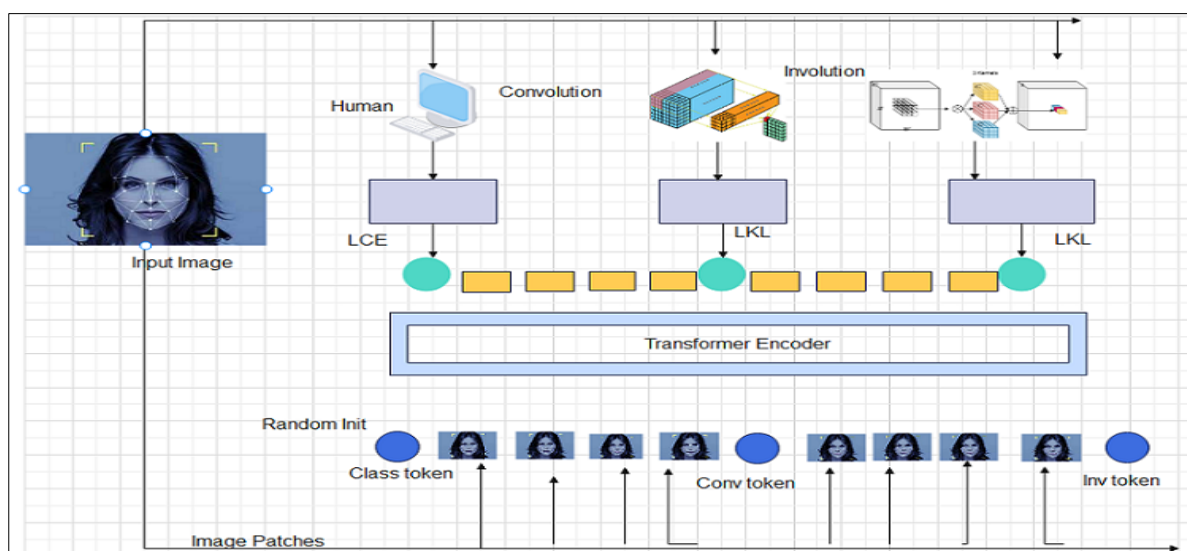 Human
Convolution
Involution
Input Image
LCE
LKL
LKL
Transformer Encoder
Random Init
Class token
Conv token
Inv token
Image Patches